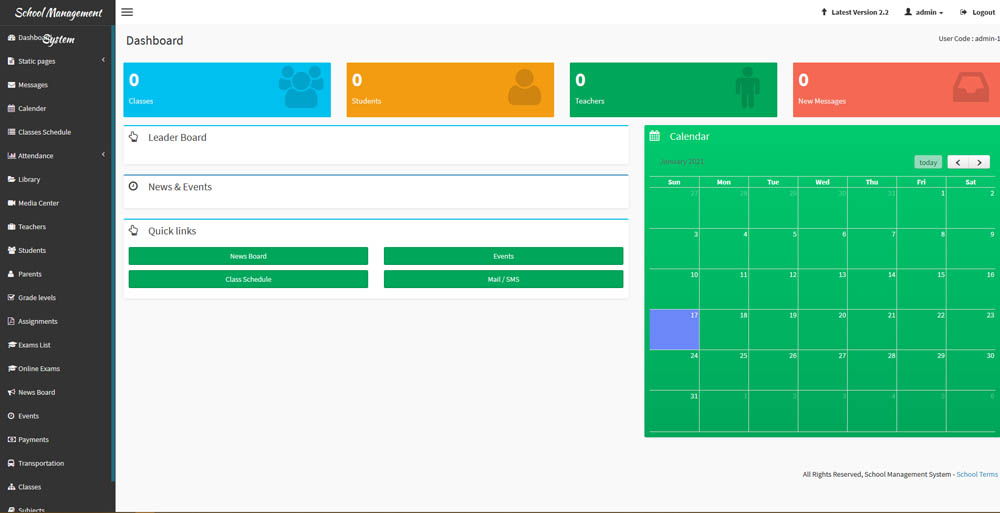 School Management
System
Dashboard
Static pages
Messages
Calender
Classes Schedule
Attendance
Library
Media Center
Teachers
Students
Parents
Grade levels
Assignments
Exams List
Online Exams
News Board
Events
Payments
Transportation
Classes
Subjects
Latest Version 2.2
admin
Logout
Dashboard
User Code : admin-1
0
Classes
0
Students
0
Teachers
0
New Messages
Leader Board
News & Events
Quick links
News Board
Events
Class Schedule
Mail / SMS
Calendar
January 2021
today
Sun Mon Tue Wed Thu Fri Sat
27 28 29 30 31 1 2
3 4 5 6 7 8 9
10 11 12 13 14 15 16
17 18 19 20 21 22 23
24 25 26 27 28 29 30
31 1 2 3 4 5 6
All Rights Reserved, School Management System - School Terms